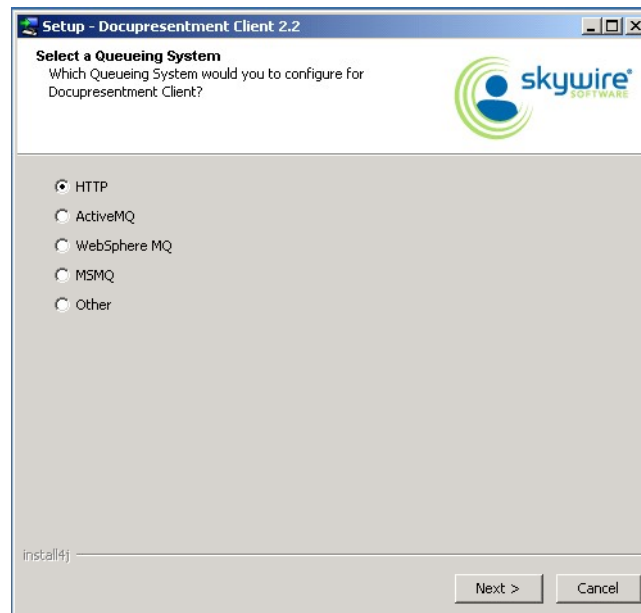 Setup - Docupresentment Client 2.2
Select a Queueing System
Which Queueing System would you to configure for
Docupresentment Client?
skywire
SOFTWARE
HTTP
ActiveMQ
WebSphere MQ
MSMQ
Other
install4j
Next >
Cancel